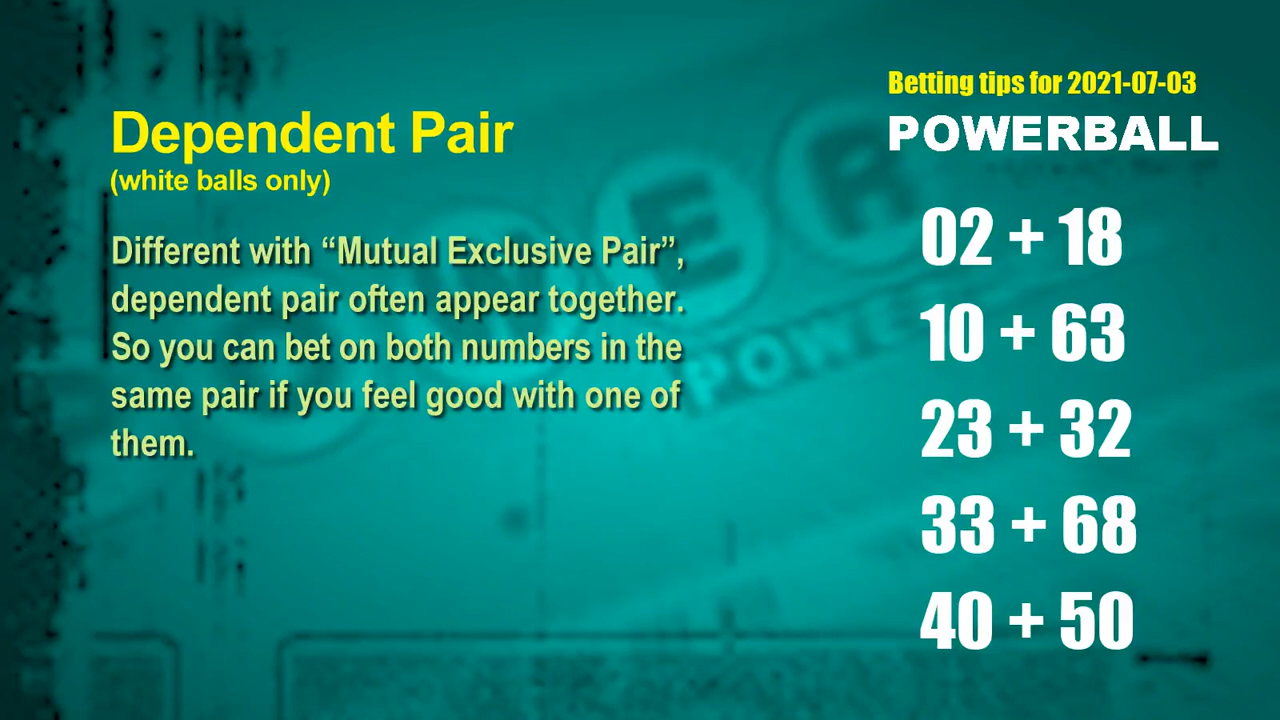 Dependent Pair
(white balls only)
Different with “Mutual Exclusive Pair”,
dependent pair often appear together.
So you can bet on both numbers in the
same pair if you feel good with one of
them.
Betting tips for 2021-07-03
POWERBALL
02 + 18
10 + 63
23 + 32
33 + 68
40 + 50